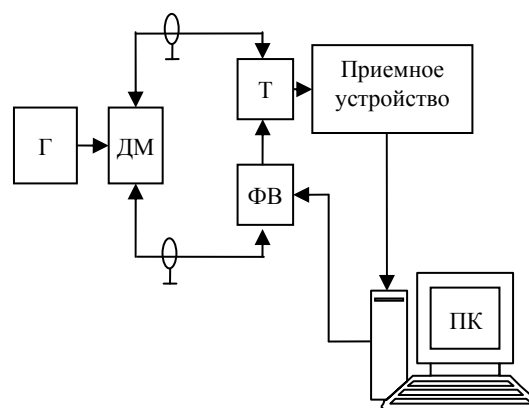 Т
Приемное
устройство
Г
ДМ
ФВ
ПК